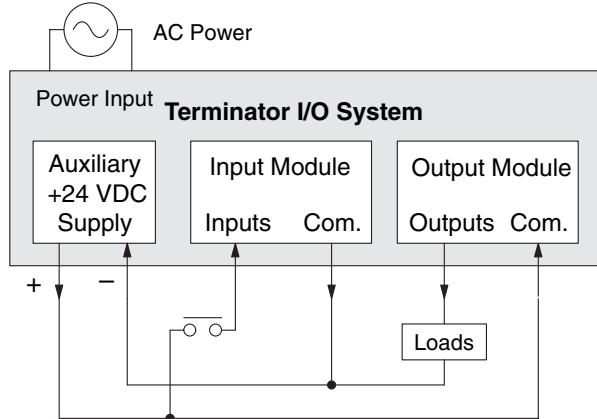 AC Power
Power Input
Terminator I/O System
Auxiliary
+24 VDC
Supply
Input Module
Inputs Com.
Output Module
Outputs Com.
+ –
Loads